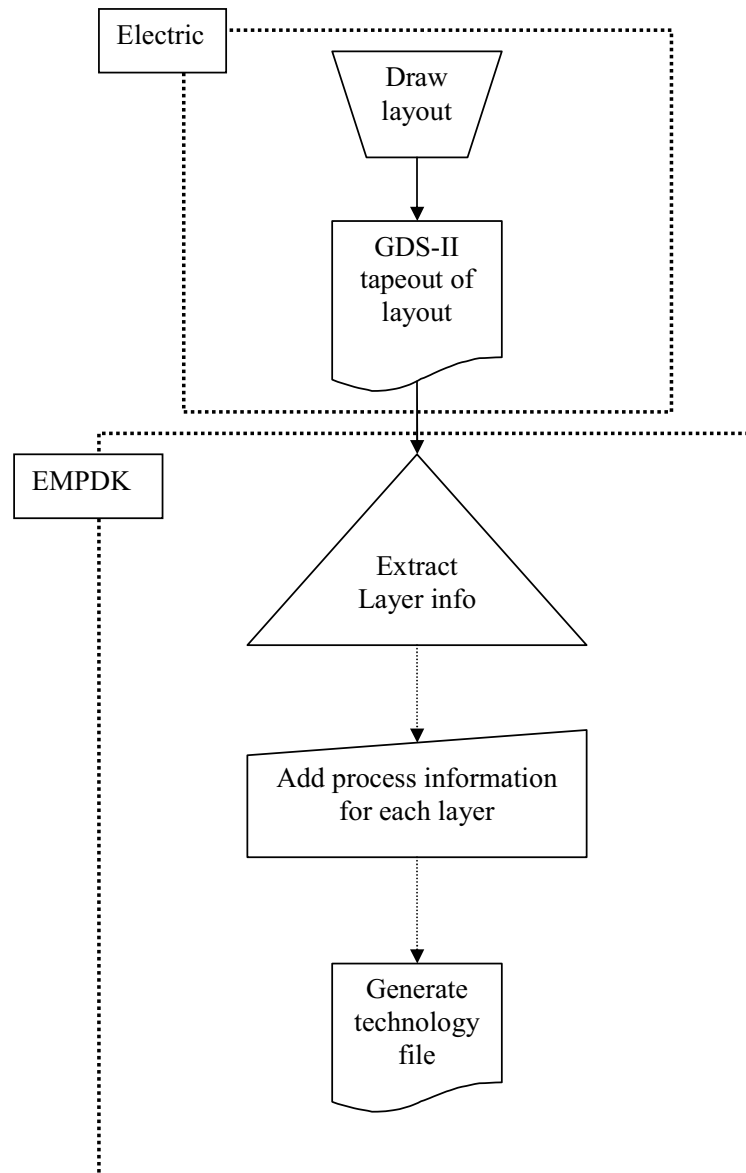 Electric
Draw
layout
GDS-II
tapeout of
layout
EMPDK
Extract
Layer info
Add process information
for each layer
Generate
technology
file